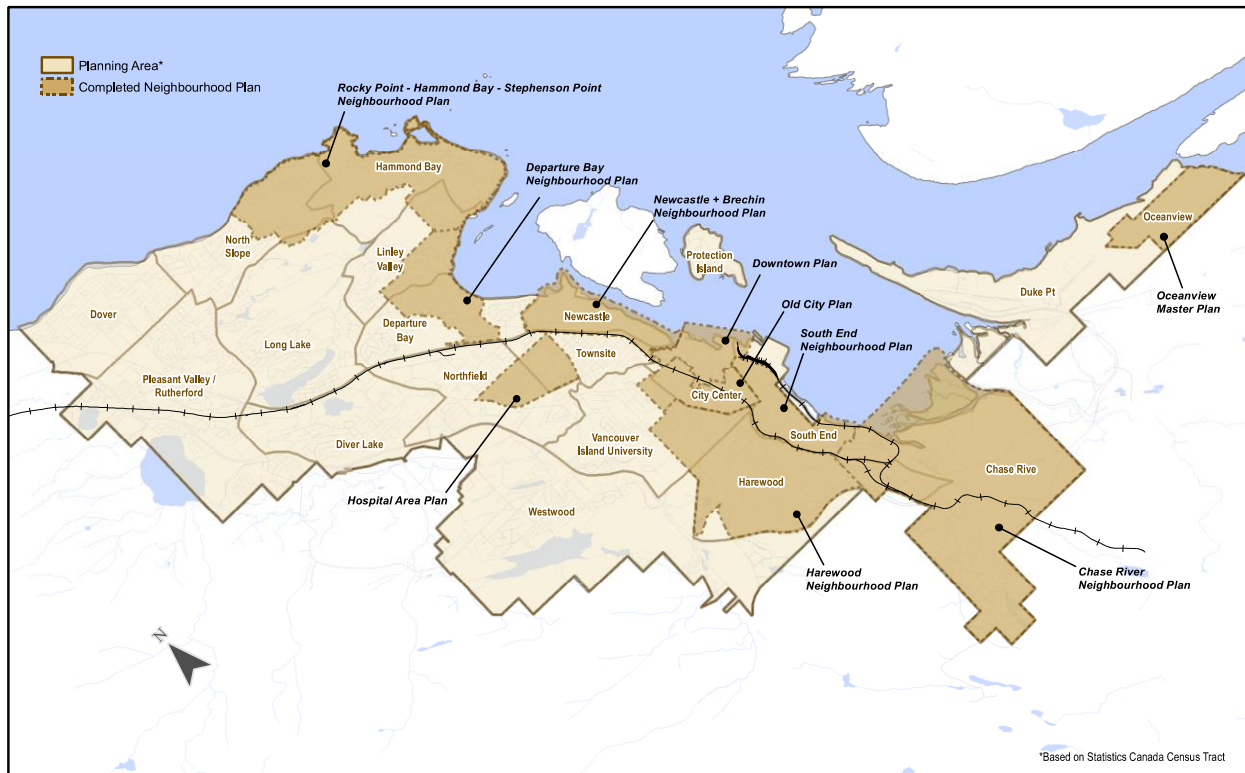 Planning Area*
Completed Neighbourhood Plan
Rocky Point - Hammond Bay - Stephenson Point
Neighbourhood Plan
Hammond Bay
Departure Bay
Neighbourhood Plan
Newcastle + Brechin
Neighbourhood Plan
North
Slope
Linley
Valley
Protection
Island
Downtown Plan
Oceanview
Duke Pt
Oceanview
Master Plan
Old City Plan
South End
Neighbourhood Plan
Dover
Long Lake
Departure
Bay
Newcastle
Townsite
Northfield
City Center
Pleasant Valley /
Rutherford
Diver Lake
Vancouver
Island University
South End
Chase Rive
Harewood
Hospital Area Plan
Westwood
Harewood
Neighbourhood Plan
Chase River
Neighbourhood Plan
N
*Based on Statistics Canada Census Tract